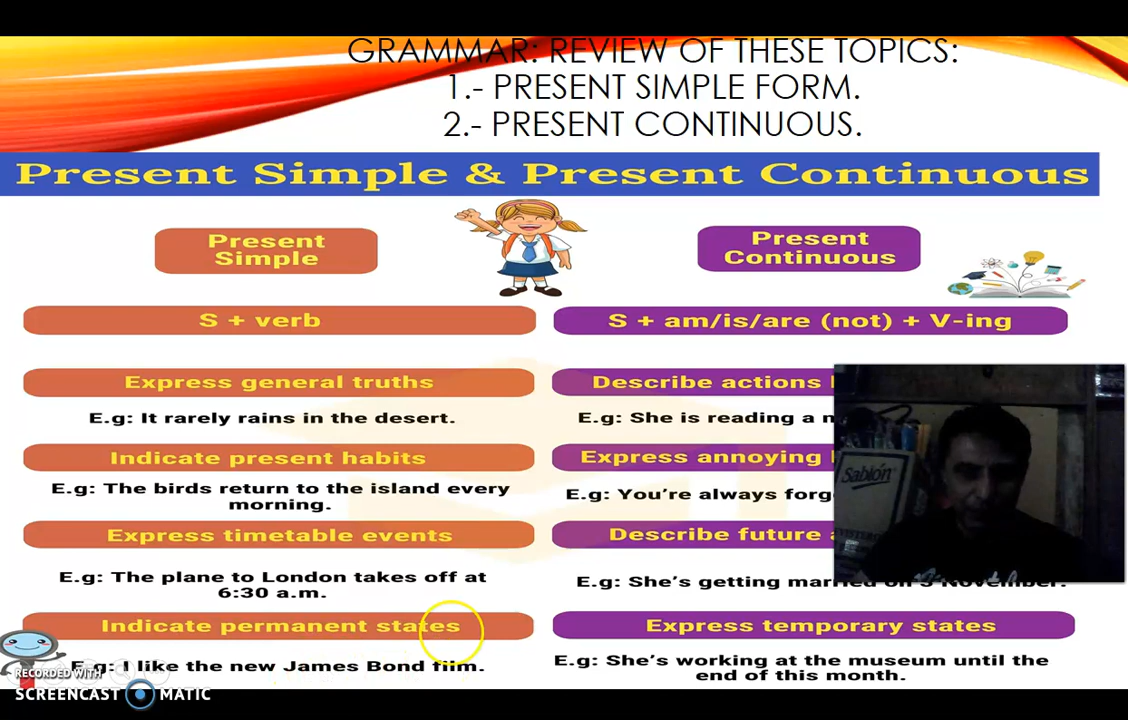 GRAMMAR: REVIEW OF THESE TOPICS:
1.- PRESENT SIMPLE FORM.
2.- PRESENT CONTINUOUS.
Present Simple & Present Continuous
Present
Simple
S + verb
Express general truths
E.g: It rarely rains in the desert.
Indicate present habits
E.g: The birds return to the island every
morning.
Express timetable events
E.g: The plane to London takes off at
6:30 a.m.
Indicate permanent states
E.g: I like the new James Bond film.
Present
Continuous
S + am/is/are (not) + V-ing
Describe actions
E.g: She is reading a
Express annoying
E.g: You're always
Describe future
E.g: She's getting married on 3 November.
Express temporary states
E.g: She's working at the museum until the
end of this month.
Sablón
RECORDED WITH
SCREENCAST MATIC